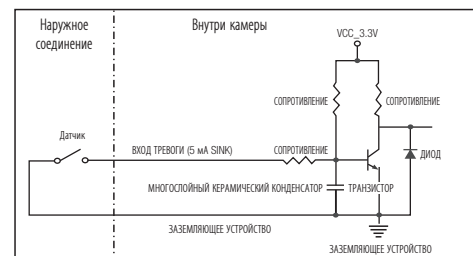 Наружное
соединение
Внутри камеры
VCC_3.3V
СОПРОТИВЛЕНИЕ
СОПРОТИВЛЕНИЕ
Датчик
ВХОД ТРЕВОГИ (5 мА SINK)
СОПРОТИВЛЕНИЕ
ДИОД
МНОГОСЛОЙНЫЙ КЕРАМИЧЕСКИЙ КОНДЕНСАТОР
ТРАНЗИСТОР
ЗАЗЕМЛЯЮЩЕЕ УСТРОЙСТВО
ЗАЗЕМЛЯЮЩЕЕ УСТРОЙСТВО